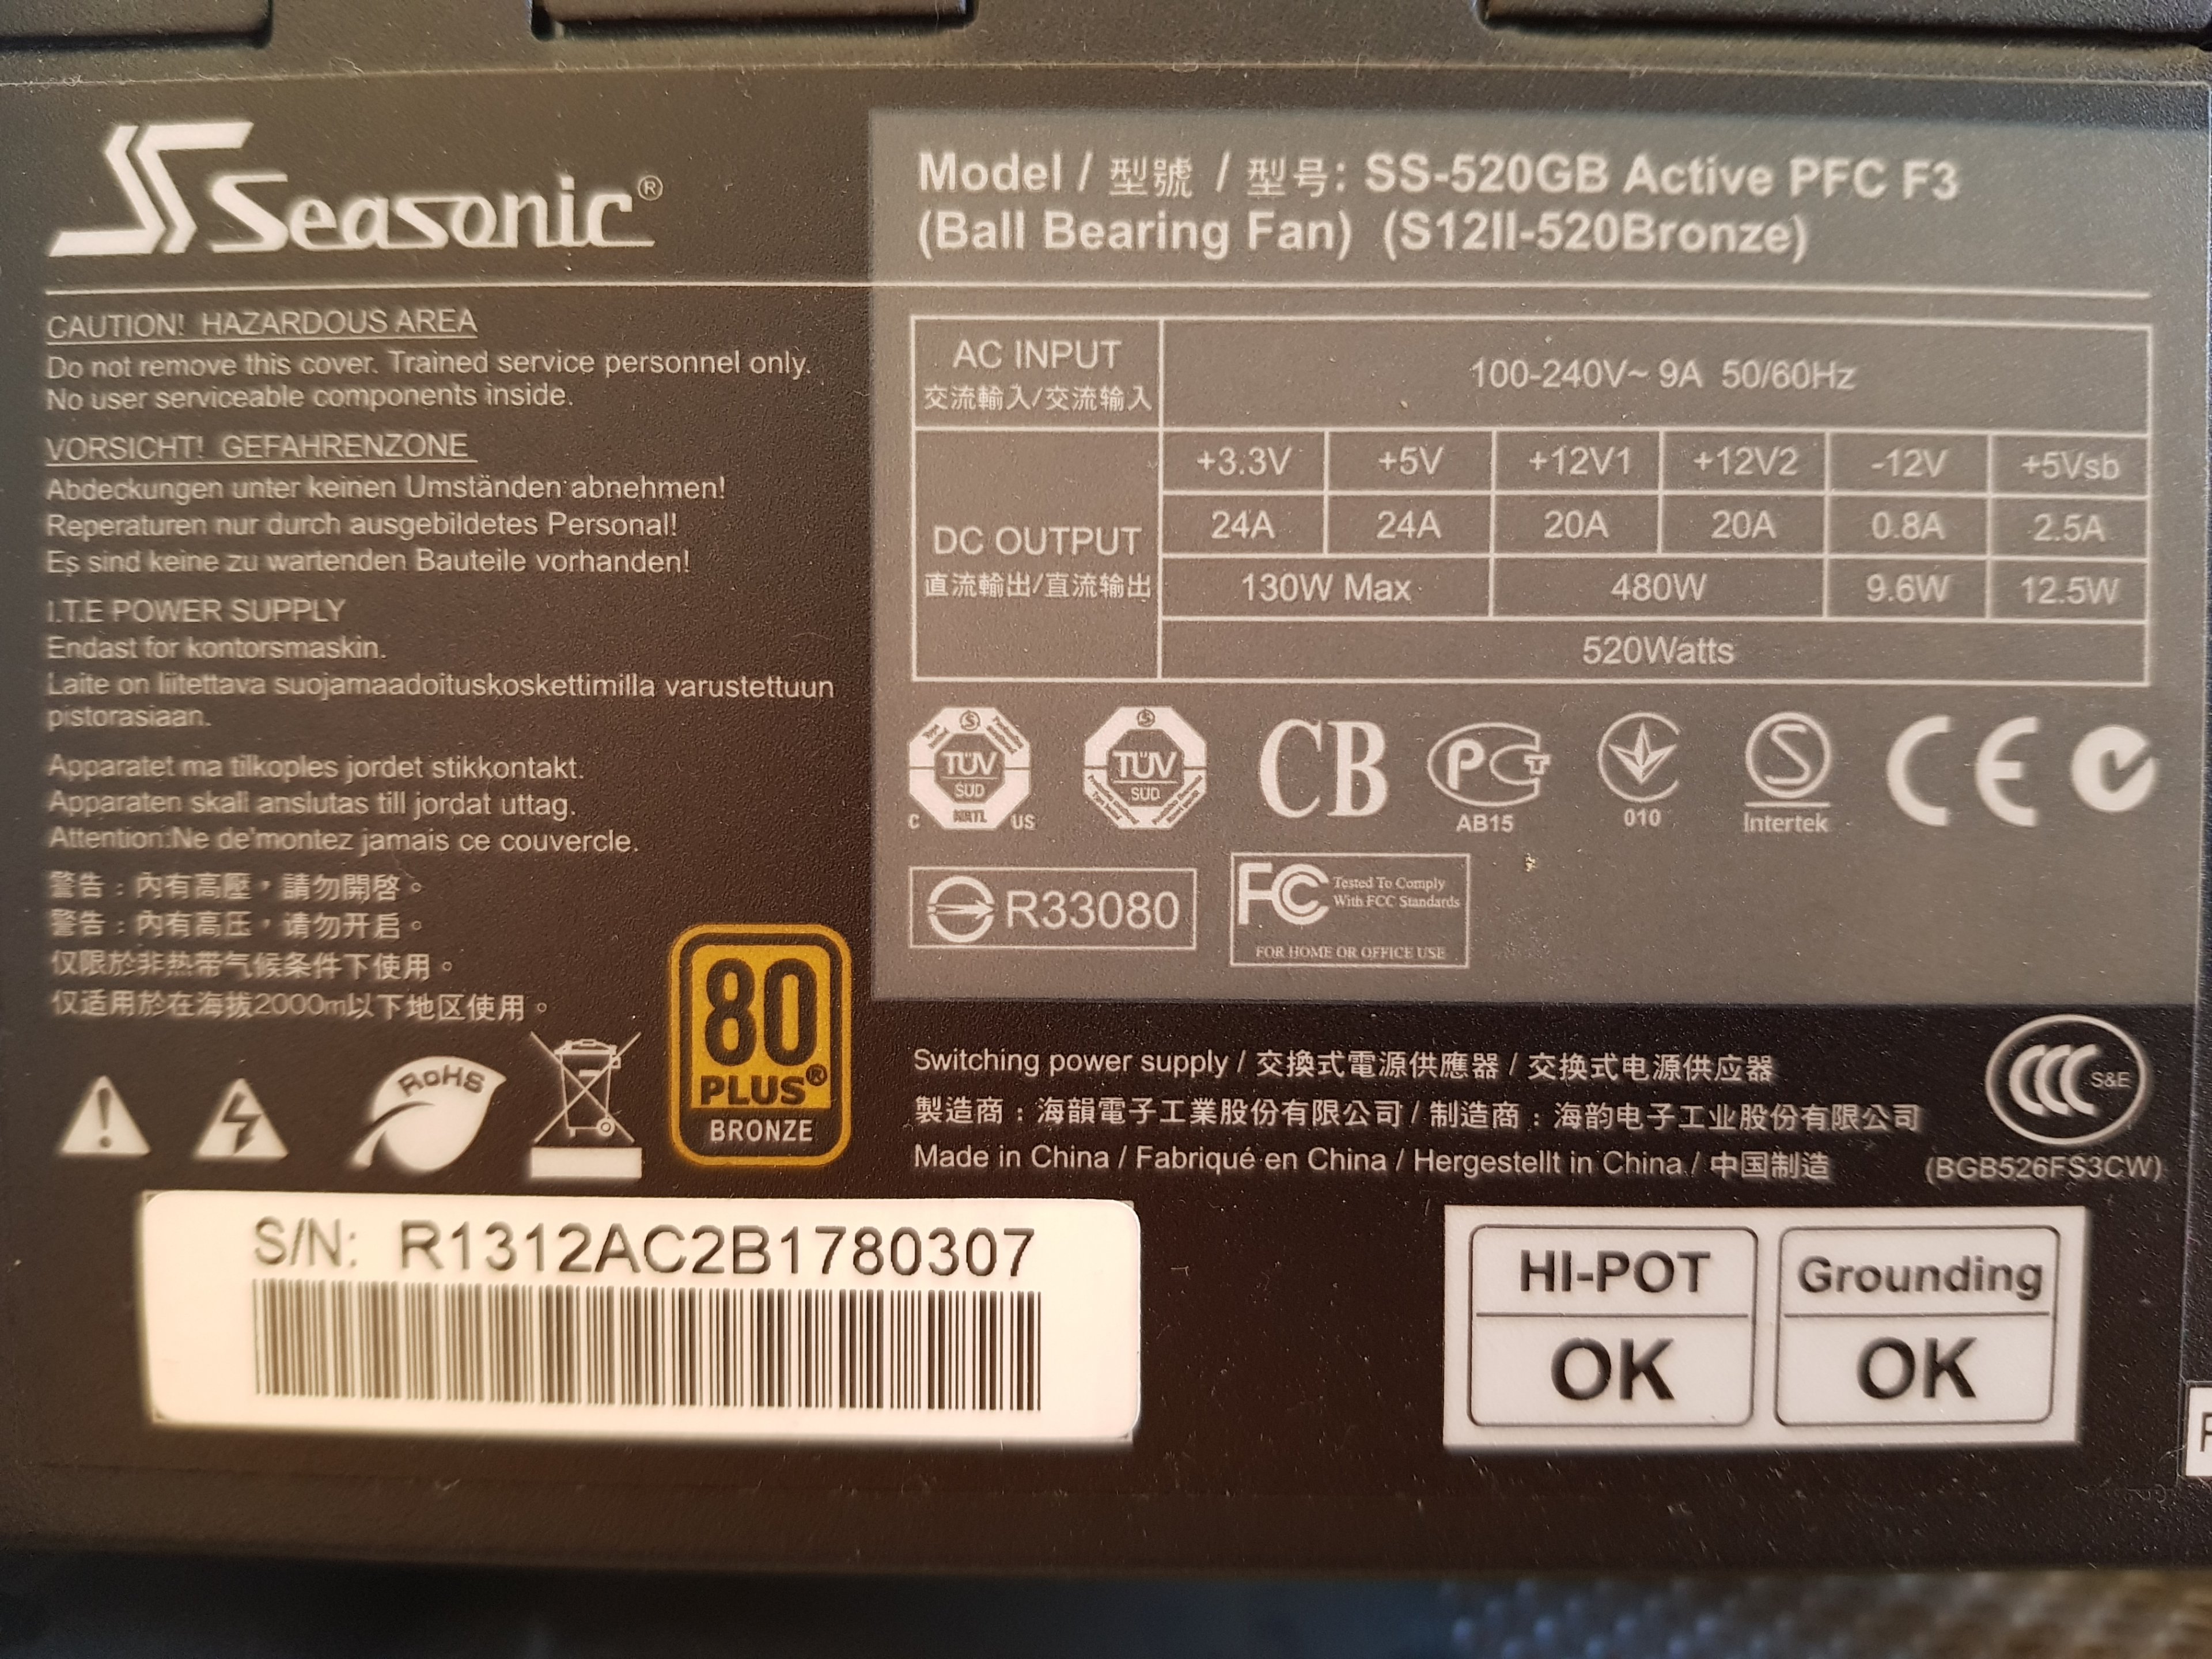 Seasonic®
Model / 型號 / 型号: SS-520GB Active PFC F3
(Ball Bearing Fan) (S12II-520Bronze)
CAUTION! HAZARDOUS AREA
Do not remove this cover. Trained service personnel only.
No user serviceable components inside.
VORSICHT! GEFAHRENZONE
Abdeckungen unter keinen Umständen abnehmen!
Reperaturen nur durch ausgebildetes Personal!
Es sind keine zu wartenden Bauteile vorhanden!
I.T.E POWER SUPPLY
Endast for kontorsmaskin.
Laite on liitettava suojamaadoituskoskettimilla varustettuun
pistorasiaan.
Apparatet ma tilkoples jordet stikkontakt.
Apparaten skall anslutas till jordat uttag.
Attention:Ne de'montez jamais ce couvercle.
警告：內有高壓，請勿開啓。
警告：内有高压，请勿开启。
仅限於非热带气候条件下使用。
仅适用於在海拔2000m以下地区使用。
RoHS
80
PLUS®
BRONZE
AC INPUT
交流輸入/交流输入
100-240V~ 9A 50/60Hz
DC OUTPUT
直流輸出/直流输出
+3.3V +5V +12V1 +12V2 -12V +5Vsb
24A 24A 20A 20A 0.8A 2.5A
130W Max 480W 9.6W 12.5W
520Watts
TÜV
SÜD
C NRTL US
TÜV
SÜD
CB
PCT
AB15
010
S
Intertek
CE
R33080
FC
Tested To Comply
With FCC Standards
FOR HOME OR OFFICE USE
Switching power supply / 交換式電源供應器 / 交换式电源供应器
製造商：海韻電子工業股份有限公司 / 制造商：海韵电子工业股份有限公司
Made in China / Fabriqué en China / Hergestellt in China / 中国制造
CCC S&E
(BGB526FS3CW)
S/N: R1312AC2B1780307
HI-POT
OK
Grounding
OK